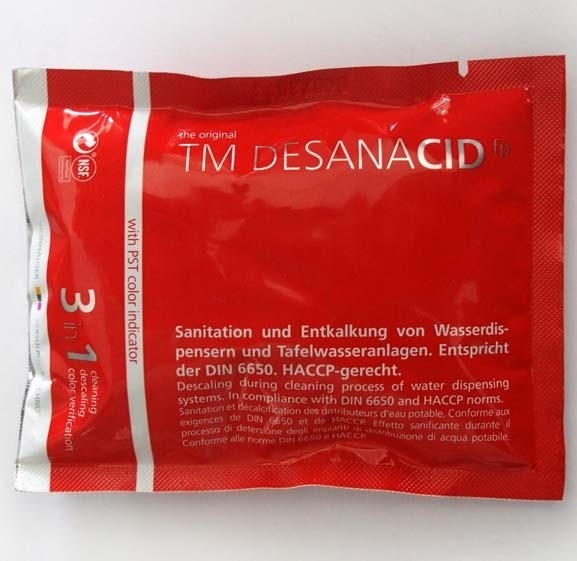 the original
TM DESANACID fp
NSF.
with PST color indicator
3 in 1
cleaning
descaling
color verification
Sanitation und Entkalkung von Wasserdis-
pensern und Tafelwasseranlagen. Entspricht
der DIN 6650. HACCP-gerecht.
Descaling during cleaning process of water dispensing
systems. In compliance with DIN 6650 and HACCP norms.
Sanitation et décalcification des distributeurs d'eau potable. Conforme aux
exigences de DIN 6650 et de HACCP. Effetto sanificante durante il
processo di detersione degli impianti di distribuzione di acqua potabile.
Conforme alle norme DIN 6650 e HACCP.